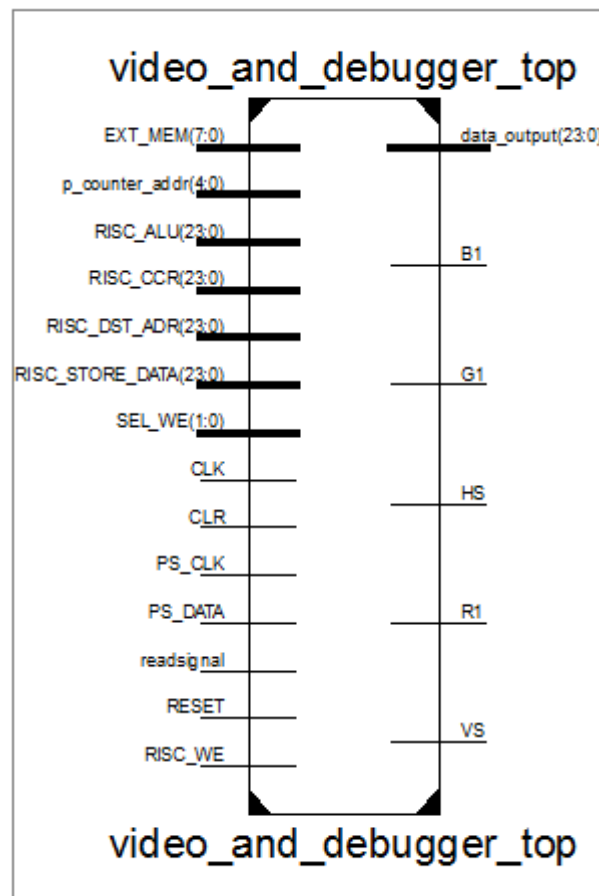 video_and_debugger_top
EXT_MEM(7:0)
data_output(23:0)
p_counter_addr(4:0)
RISC_ALU(23:0)
B1
RISC_CCR(23:0)
RISC_DST_ADR(23:0)
RISC_STORE_DATA(23:0)
G1
SEL_WE(1:0)
CLK
HS
CLR
PS_CLK
PS_DATA
R1
readsignal
RESET
VS
RISC_WE
video_and_debugger_top